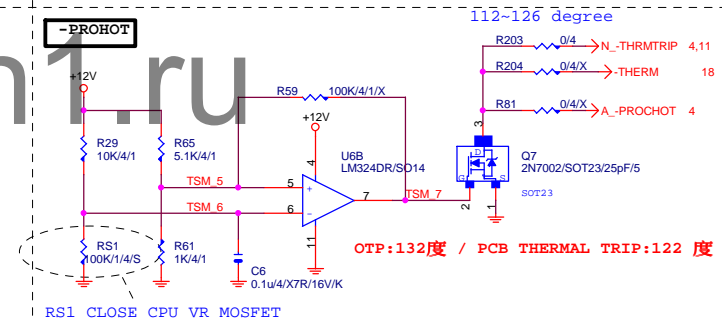 112~126 degree
-PROHOT
n1.ru
R203 0/4 N_-THRMTRIP 4,11
R204 0/4/X -THERM 18
R81 0/4/X A_-PROCHOT 4
+12V
R59 100K/4/1/X
+12V
R29
10K/4/1
R65
5.1K/4/1
U6B
LM324DR/SO14
3
D
G
S
Q7
2N7002/SOT23/25pF/5
SOT23
4
TSM_5 5 +
7 TSM_7
TSM_6 6 -
2
1
11
RS1
100K/1/4/S
R61
1K/4/1
C6
0.1u/4/X7R/16V/K
OTP:132度 / PCB THERMAL TRIP:122 度
RS1 CLOSE CPU VR MOSFET